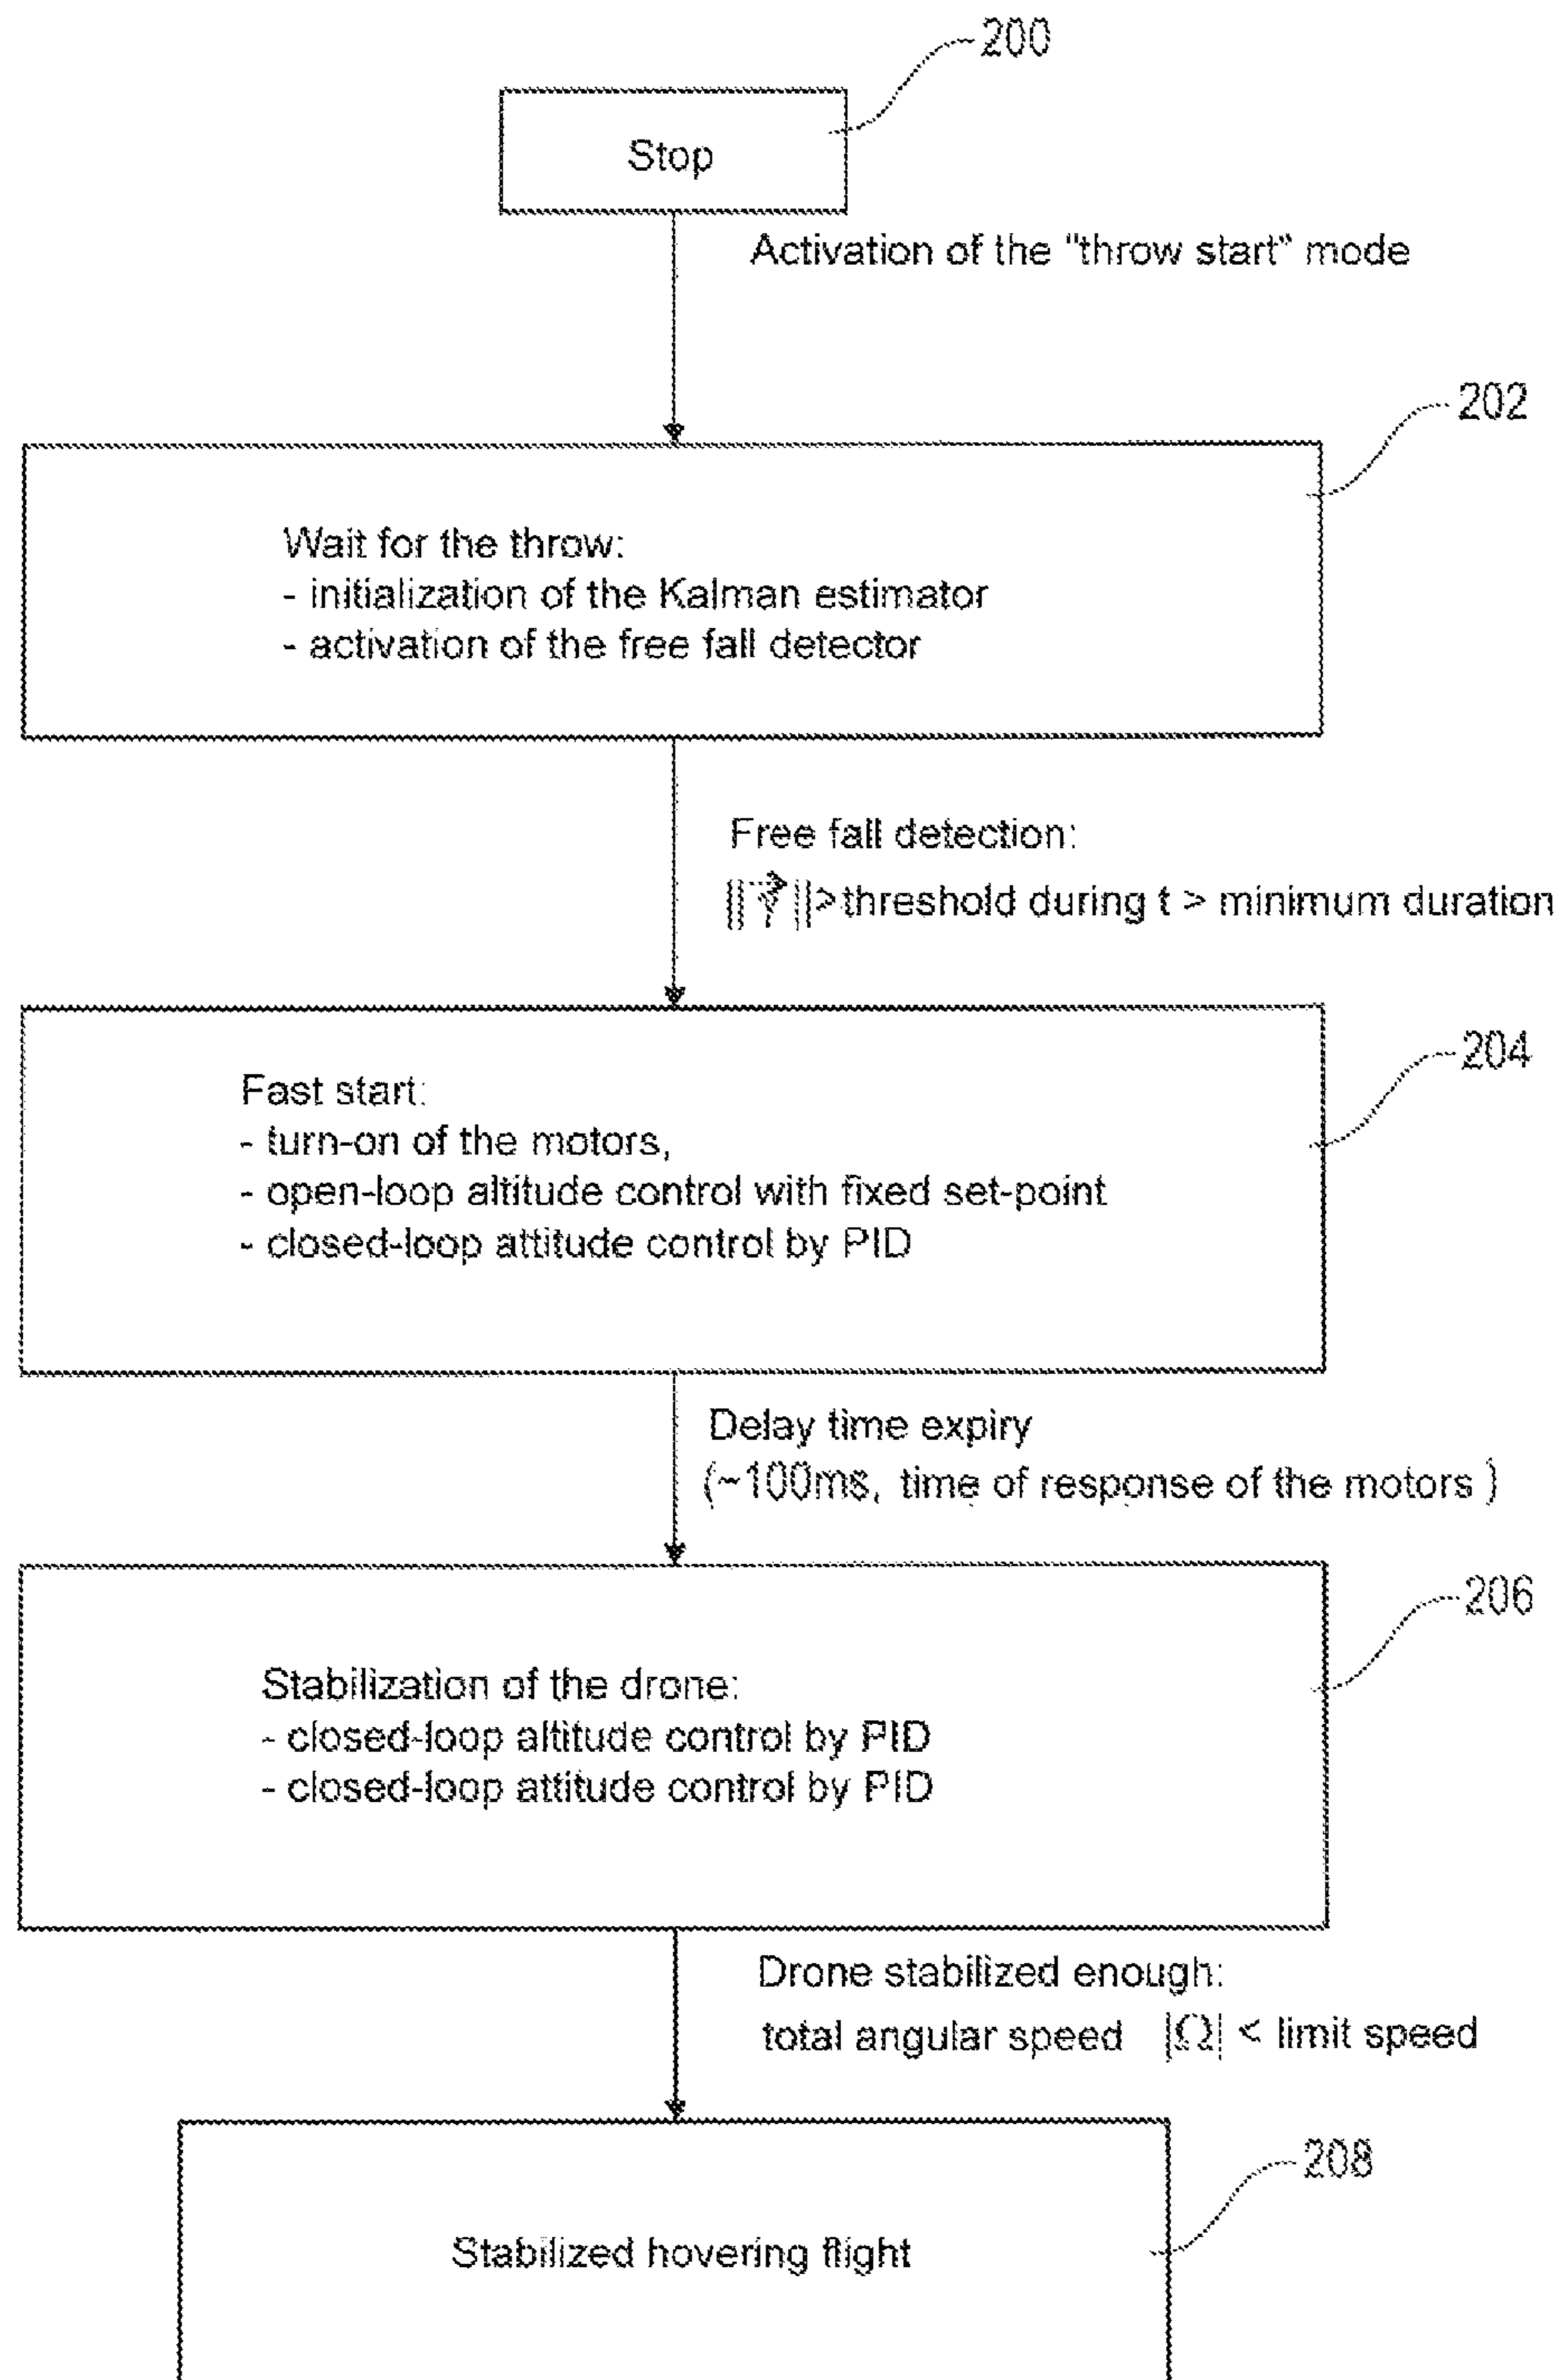 200
Stop
Activation of the "throw start" mode
202
Wait for the throw:
- initialization of the Kalman estimator
- activation of the free fall detector
Free fall detection:
||γ⃗||>threshold during t > minimum duration
204
Fast start:
- turn-on of the motors,
- open-loop altitude control with fixed set-point
- closed-loop attitude control by PID
Delay time expiry
(~100ms, time of response of the motors )
206
Stabilization of the drone:
- closed-loop altitude control by PID
- closed-loop attitude control by PID
Drone stabilized enough:
total angular speed |Ω| < limit speed
208
Stabilized hovering flight